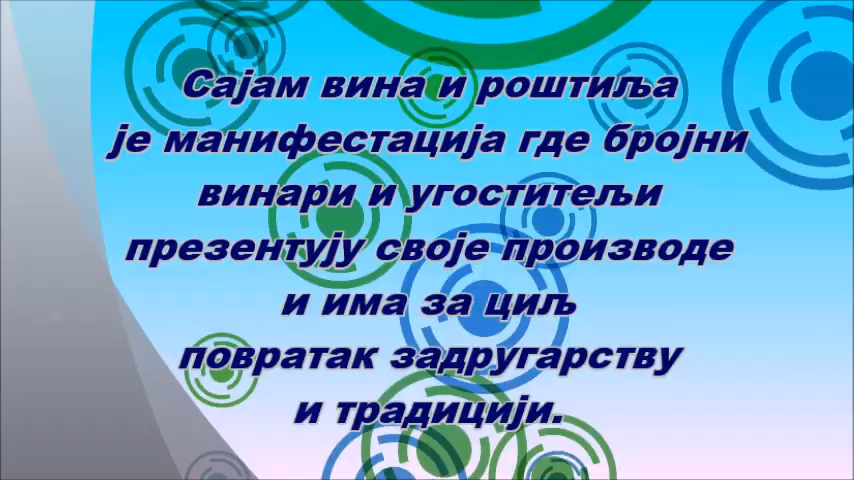 Сајам вина и роштиља
је манифестација где бројни
винари и угоститељи
презентују своје производе
и има за циљ
повратак задругарству
и традицији.